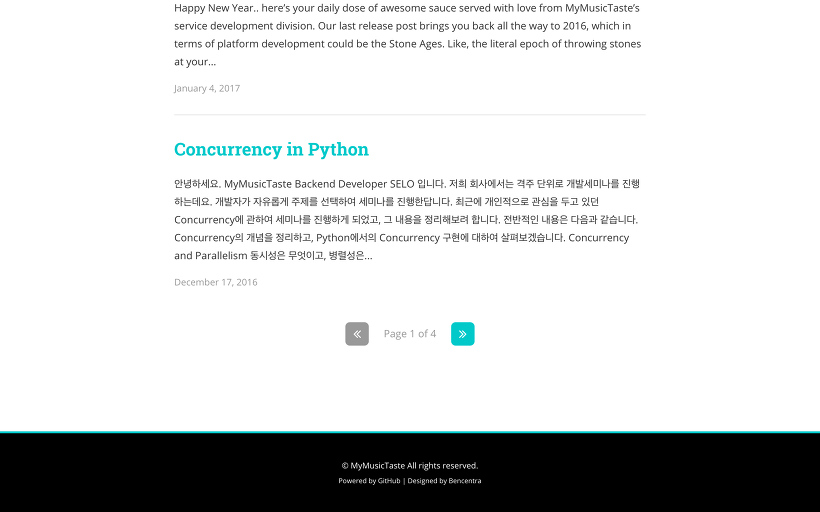 Happy New Year.. here's your daily dose of awesome sauce served with love from MyMusicTaste's
service development division. Our last release post brings you back all the way to 2016, which in
terms of platform development could be the Stone Ages. Like, the literal epoch of throwing stones
at your...
January 4, 2017
Concurrency in Python
안녕하세요. MyMusicTaste Backend Developer SELO 입니다. 저희 회사에서는 격주 단위로 개발세미나를 진행
하는데요. 개발자가 자유롭게 주제를 선택하여 세미나를 진행한답니다. 최근에 개인적으로 관심을 두고 있던
Concurrency에 관하여 세미나를 진행하게 되었고, 그 내용을 정리해보려 합니다. 전반적인 내용은 다음과 같습니다.
Concurrency의 개념을 정리하고, Python에서의 Concurrency 구현에 대하여 살펴보겠습니다. Concurrency
and Parallelism 동시성은 무엇이고, 병렬성은...
December 17, 2016
« Page 1 of 4 »
© MyMusicTaste All rights reserved.
Powered by GitHub | Designed by Bencentra